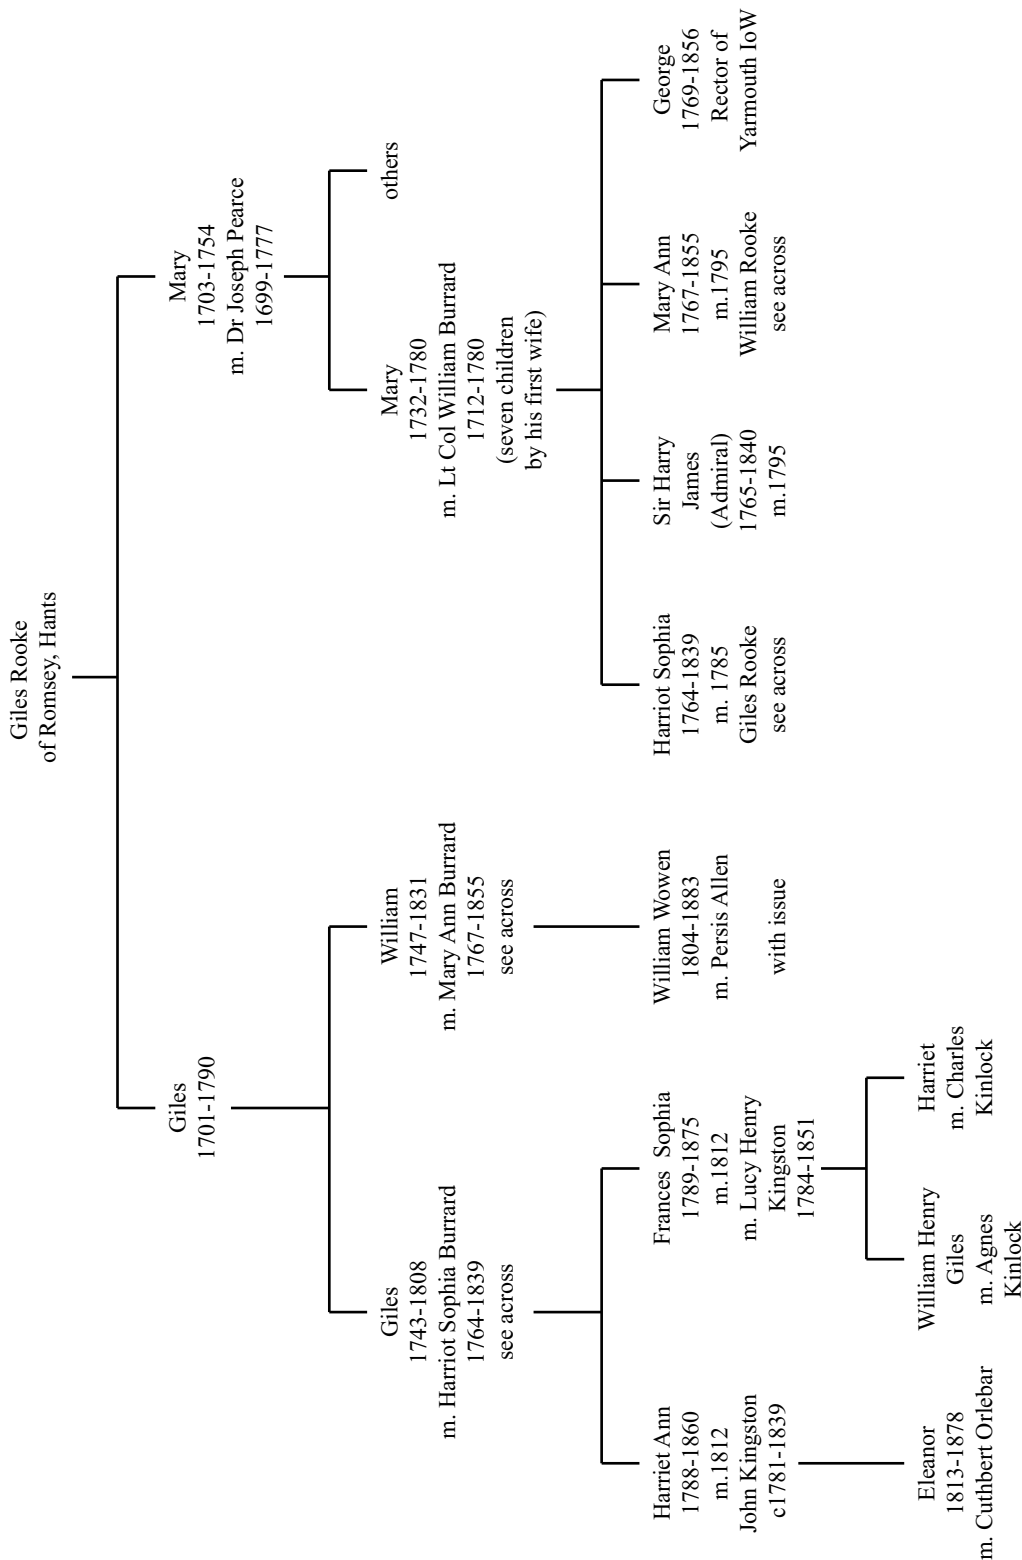 Giles Rooke
of Romsey, Hants
Giles
1701-1790
Mary
1703-1754
m. Dr Joseph Pearce
1699-1777
Giles
1743-1808
m. Harriot Sophia Burrard
1764-1839
see across
William
1747-1831
m. Mary Ann Burrard
1767-1855
see across
Mary
1732-1780
m. Lt Col William Burrard
1712-1780
(seven children
by his first wife)
others
Harriet Ann
1788-1860
m.1812
John Kingston
c1781-1839
Frances Sophia
1789-1875
m.1812
m. Lucy Henry
Kingston
1784-1851
William Wowen
1804-1883
m. Persis Allen
with issue
Harriot Sophia
1764-1839
m. 1785
Giles Rooke
see across
Sir Harry
James
(Admiral)
1765-1840
m.1795
Mary Ann
1767-1855
m.1795
William Rooke
see across
George
1769-1856
Rector of
Yarmouth IoW
Eleanor
1813-1878
m. Cuthbert Orlebar
William Henry
Giles
m. Agnes
Kinlock
Harriet
m. Charles
Kinlock